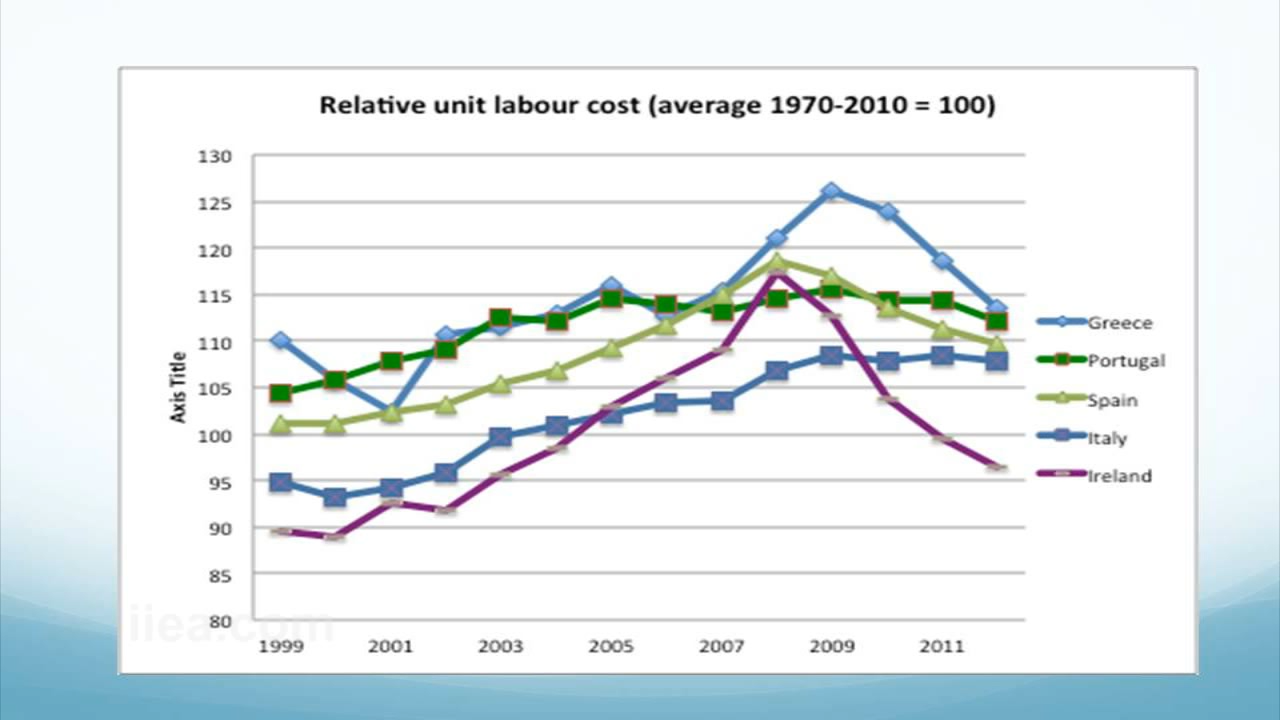 Relative unit labour cost (average 1970-2010 = 100)
130
125
120
115
110
105
100
95
90
85
80
Axis Title
1999
2001
2003
2005
2007
2009
2011
Greece
Portugal
Spain
Italy
Ireland
iiea.com